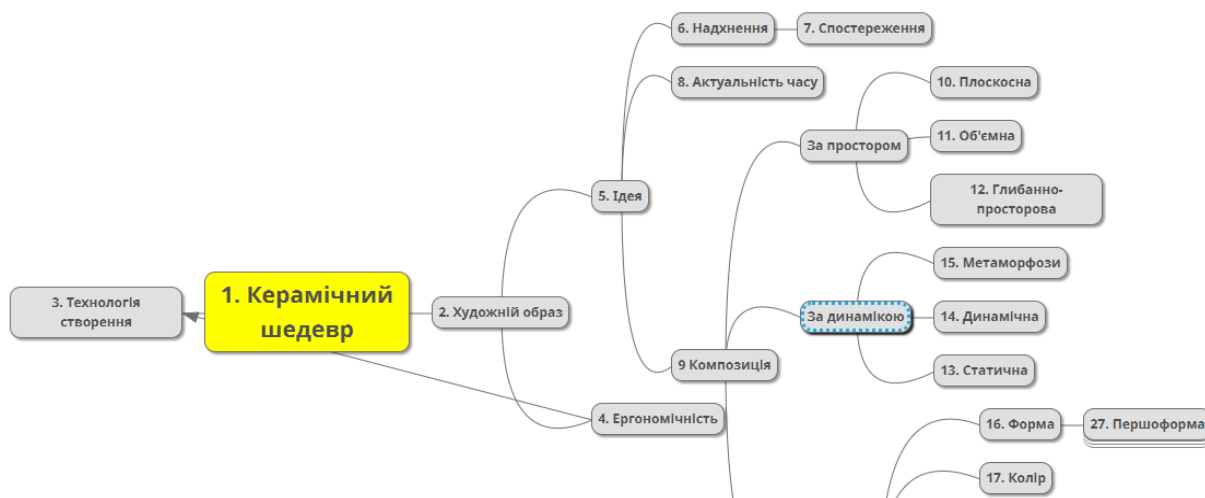 6. Надхнення
7. Спостереження
8. Актуальність часу
10. Плоскосна
За простором
11. Об'ємна
12. Глибанно-
просторова
5. Ідея
15. Метаморфози
3. Технологія
створення
1. Керамічний
шедевр
2. Художній образ
За динамікою
14. Динамічна
9 Композиція
13. Статична
4. Ергономічність
16. Форма
27. Першоформа
17. Колір